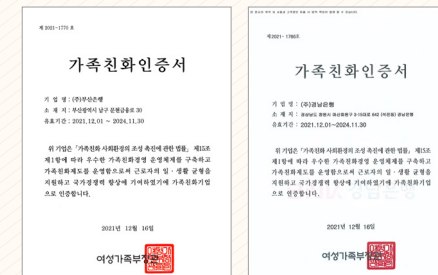 제 2021-1770 호
가족친화인증서
기 업 명 : (주)부산은행
소 재 지 : 부산광역시 남구 문현금융로 30
유효기간 : 2021.12.01 ~ 2024.11.30
위 기업은 「가족친화 사회환경의 조성 촉진에 관한 법률」 제15조
제1항에 따라 우수한 가족친화경영 운영체제를 구축하고
가족친화제도를 운영함으로써 근로자의 일 · 생활 균형을
지원하고 국가경쟁력 향상에 기여하였기에 가족친화기업
으로 인증합니다.
2021년 12월 16일
여성가족부장관
제 2021 - 1786호
가족친화인증서
기 업 명 : (주)경남은행
소 재 지 : 경상남도 창원시 마산회원구 3·15대로 642 (석전동) 경남은행
유효기간 : 2021.12.01~2024.11.30
위 기업은 「가족친화 사회환경의 조성 촉진에 관한 법률」 제15조
제1항에 따라 우수한 가족친화경영 운영체제를 구축하고
가족친화제도를 운영함으로써 근로자의 일 · 생활 균형을
지원하고 국가경쟁력 향상에 기여하였기에 가족친화기업
으로 인증합니다.
2021년 12월 16일
여성가족부장관